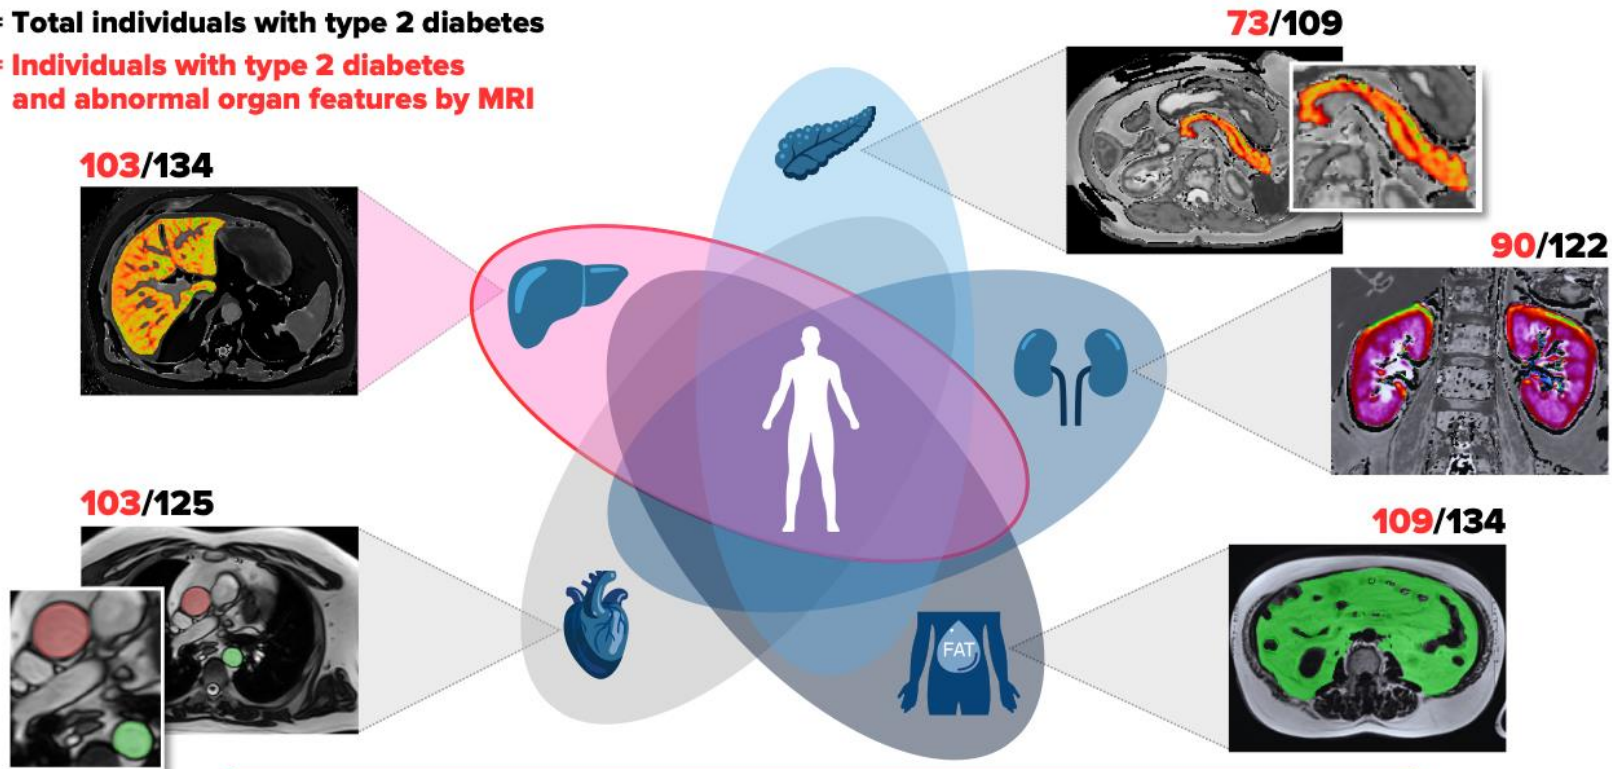 = Total individuals with type 2 diabetes
= Individuals with type 2 diabetes
and abnormal organ features by MRI
73/109
103/134
90/122
103/125
109/134
FAT